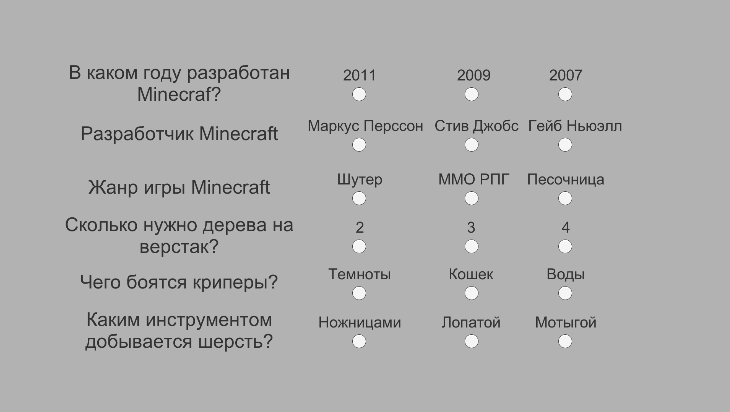 В каком году разработан
Minecraf?
2011 2009 2007
Разработчик Minecraft
Маркус Перссон Стив Джобс Гейб Ньюэлл
Жанр игры Minecraft
Шутер ММО РПГ Песочница
Сколько нужно дерева на
верстак?
2 3 4
Чего боятся криперы?
Темноты Кошек Воды
Каким инструментом
добывается шерсть?
Ножницами Лопатой Мотыгой